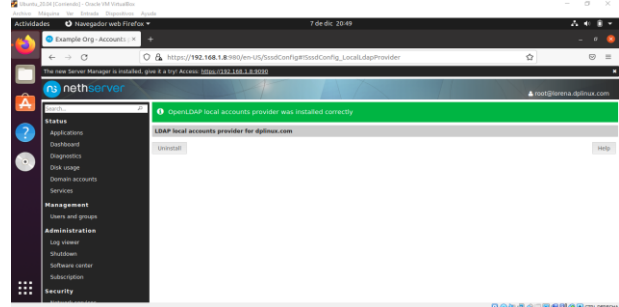 Ubuntu_20.04 [Corriendo] - Oracle VM VirtualBox
Archivo Máquina Ver Entrada Dispositivos Ayuda
Actividades Navegador web Firefox 7 de dic 20:49
Example Org - Accounts
https://192.168.1.8:980/en-US/SssdConfig#!SssdConfig_LocalLdapProvider
The new Server Manager is installed, give it a try! Access: https://192.168.1.8:9090
nethserver
root@lorena.dplinux.com
Search...
OpenLDAP local accounts provider was installed correctly
Status
LDAP local accounts provider for dplinux.com
Applications
Uninstall
Help
Dashboard
Diagnostics
Disk usage
Domain accounts
Services
Management
Users and groups
Administration
Log viewer
Shutdown
Software center
Subscription
Security